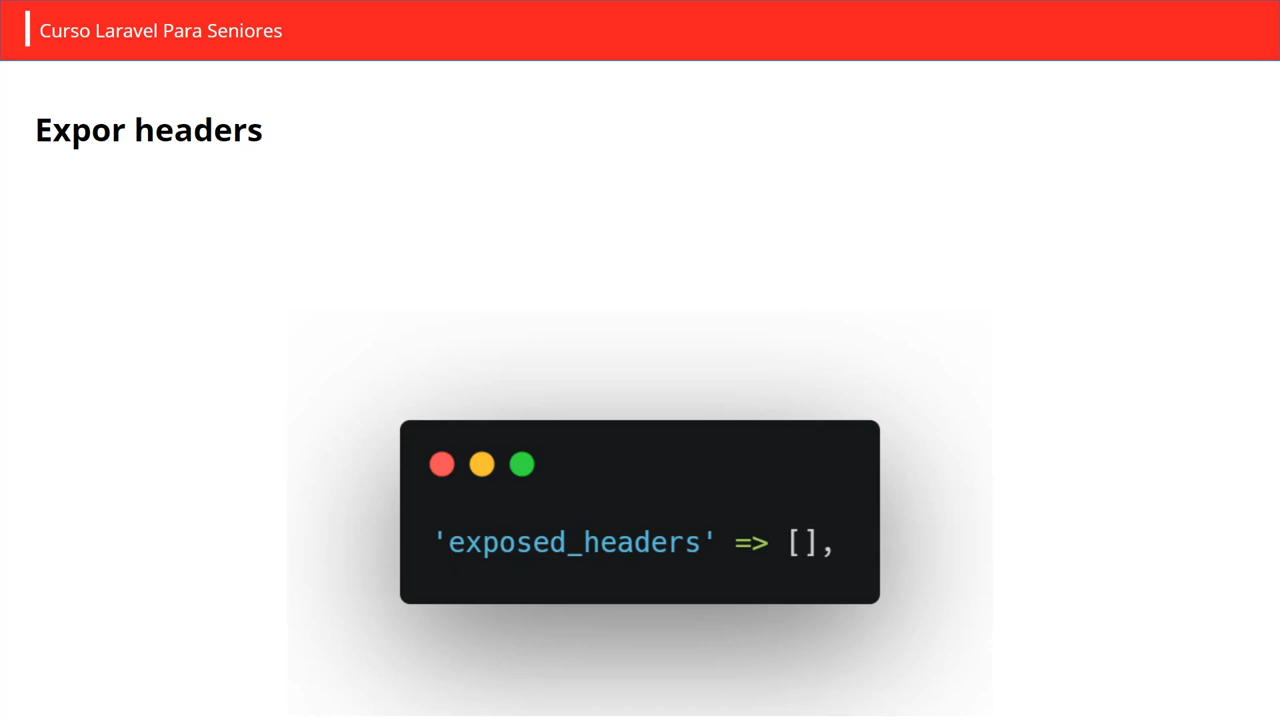 Curso Laravel Para Seniores
Expor headers
'exposed_headers' => [],